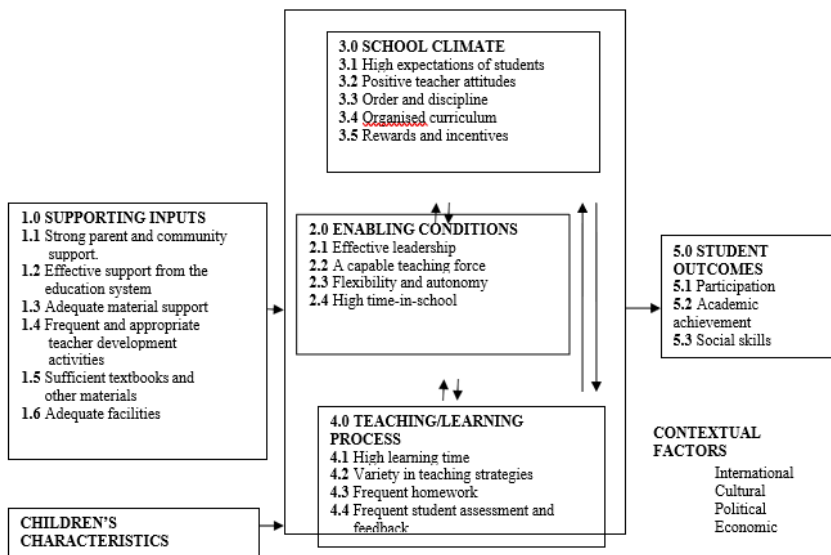 3.0 SCHOOL CLIMATE
3.1 High expectations of students
3.2 Positive teacher attitudes
3.3 Order and discipline
3.4 Organised curriculum
3.5 Rewards and incentives
1.0 SUPPORTING INPUTS
1.1 Strong parent and community
support.
1.2 Effective support from the
education system
1.3 Adequate material support
1.4 Frequent and appropriate
teacher development
activities
1.5 Sufficient textbooks and
other materials
1.6 Adequate facilities
2.0 ENABLING CONDITIONS
2.1 Effective leadership
2.2 A capable teaching force
2.3 Flexibility and autonomy
2.4 High time-in-school
5.0 STUDENT
OUTCOMES
5.1 Participation
5.2 Academic
achievement
5.3 Social skills
4.0 TEACHING/LEARNING
PROCESS
4.1 High learning time
4.2 Variety in teaching strategies
4.3 Frequent homework
4.4 Frequent student assessment and
feedback
CONTEXTUAL
FACTORS
International
Cultural
Political
Economic
CHILDREN'S
CHARACTERISTICS